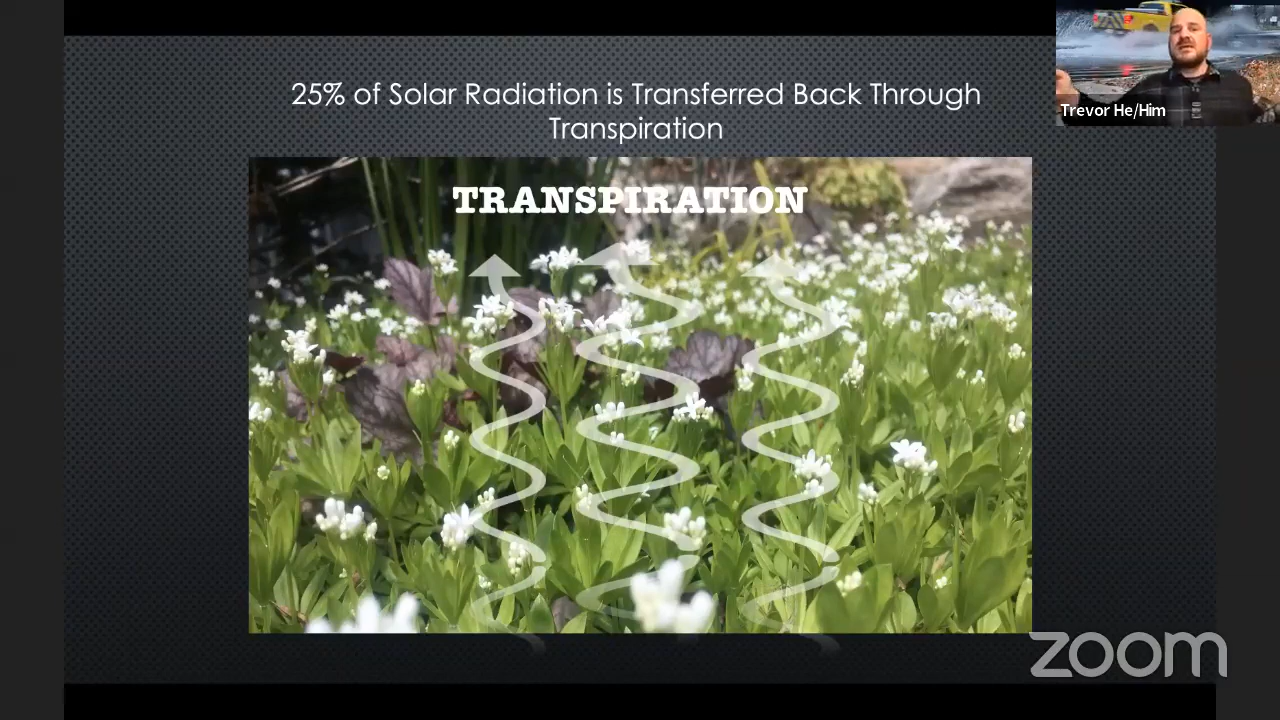 25% of Solar Radiation is Transferred Back Through
Transpiration
Trevor He/Him
TRANSPIRATION
zoom